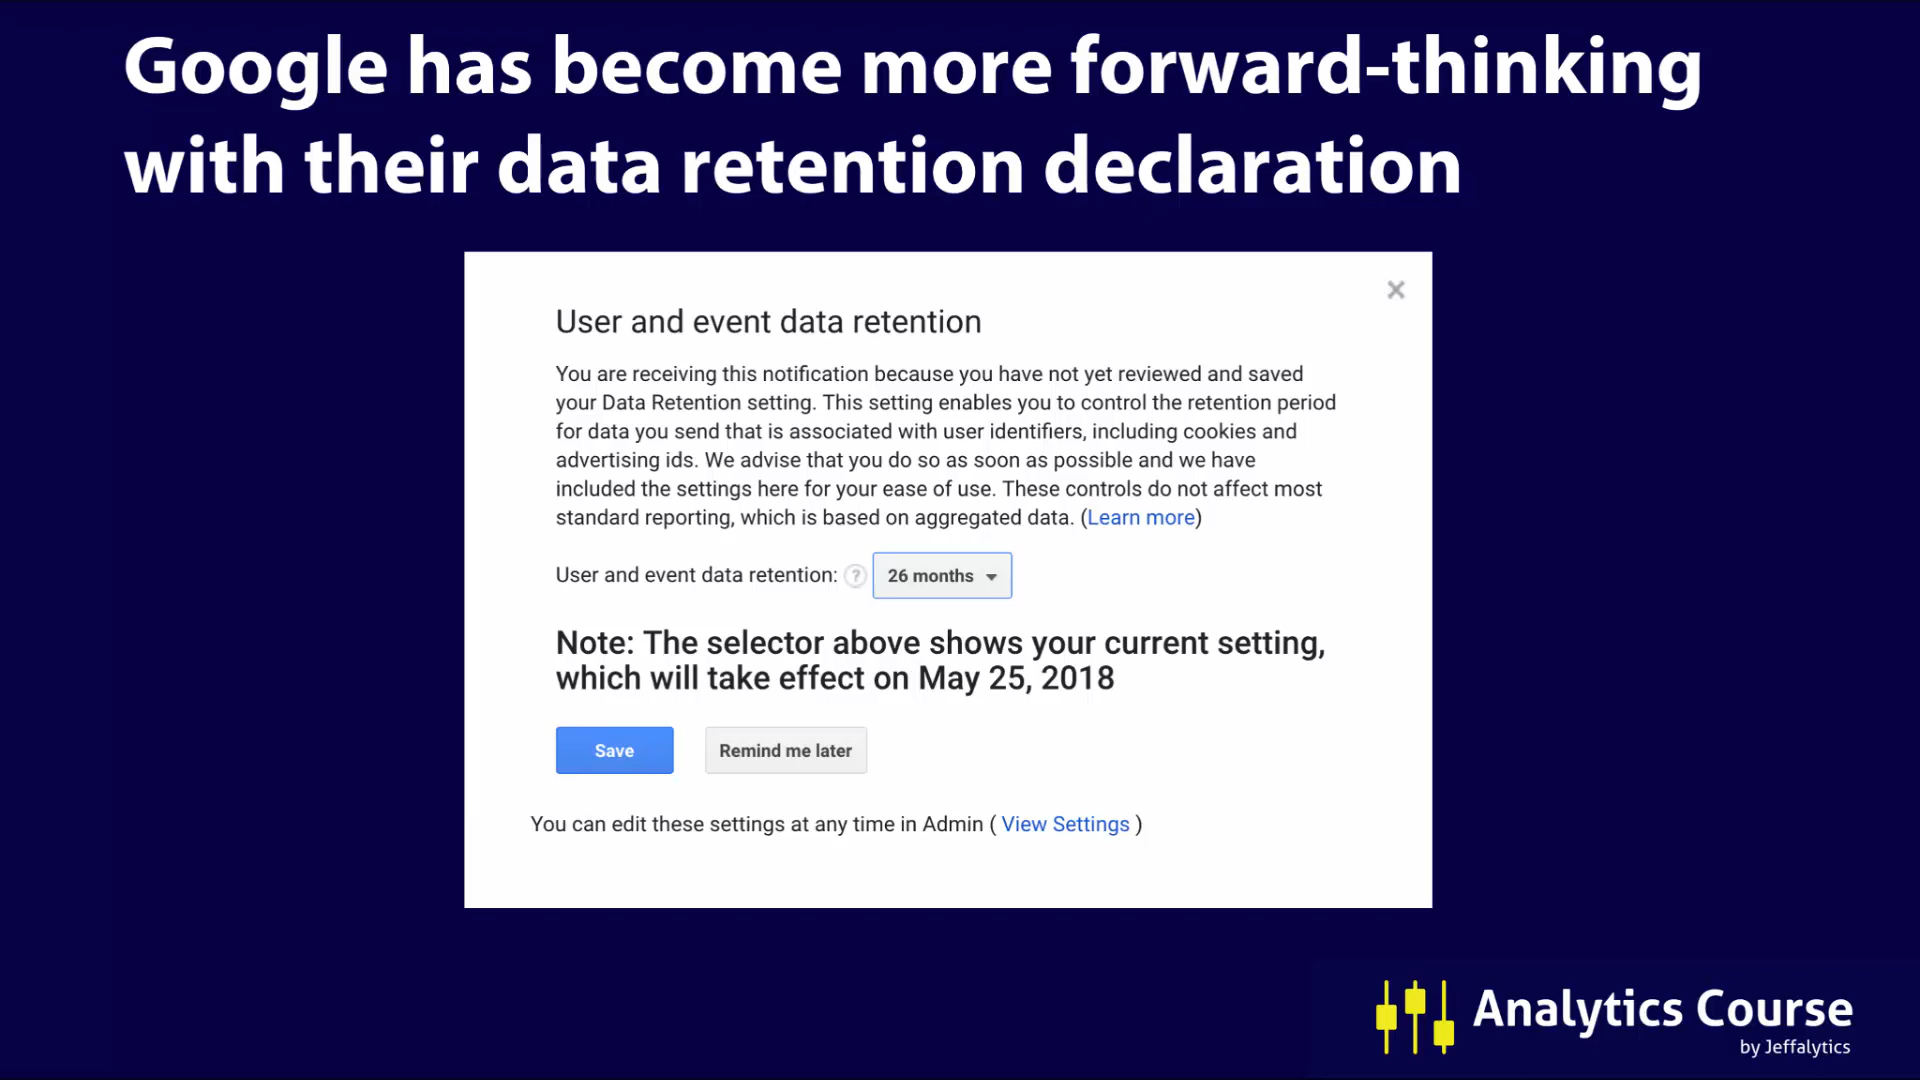 Google has become more forward-thinking
with their data retention declaration
×
User and event data retention
You are receiving this notification because you have not yet reviewed and saved
your Data Retention setting. This setting enables you to control the retention period
for data you send that is associated with user identifiers, including cookies and
advertising ids. We advise that you do so as soon as possible and we have
included the settings here for your ease of use. These controls do not affect most
standard reporting, which is based on aggregated data. (Learn more)
User and event data retention: ? 26 months
Note: The selector above shows your current setting,
which will take effect on May 25, 2018
Save Remind me later
You can edit these settings at any time in Admin ( View Settings )
Analytics Course
by Jeffalytics